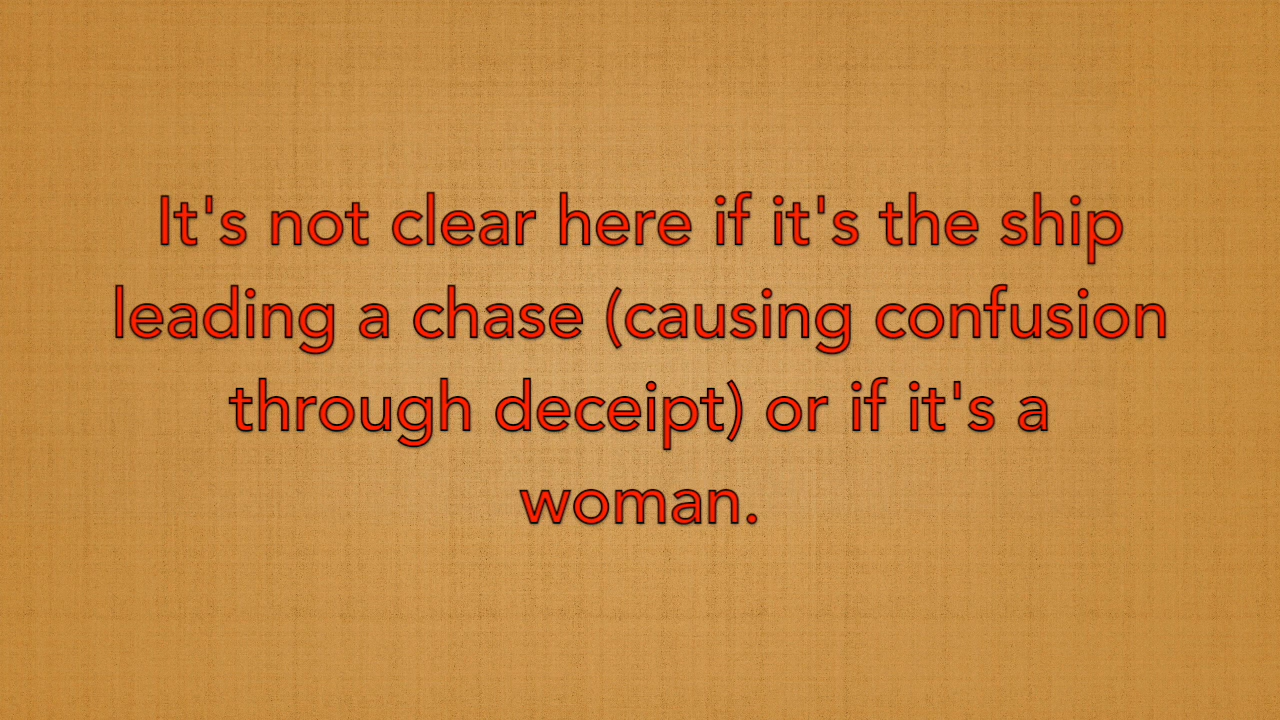 It's not clear here if it's the ship
leading a chase (causing confusion
through deceipt) or if it's a
woman.